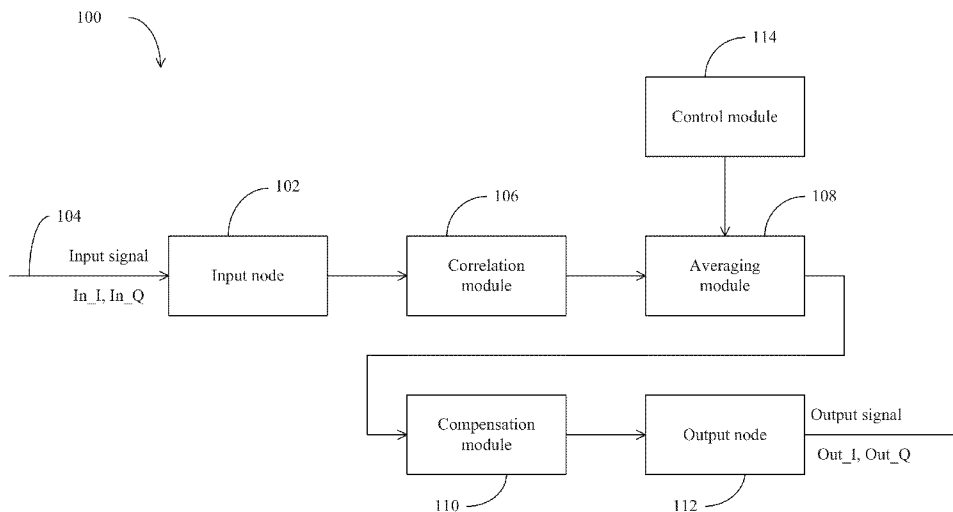 100
114
Control module
102
106
108
104
Input signal
In_I, In_Q
Input node
Correlation
module
Averaging
module
Compensation
module
Output node
Output signal
Out_I, Out_Q
110
112